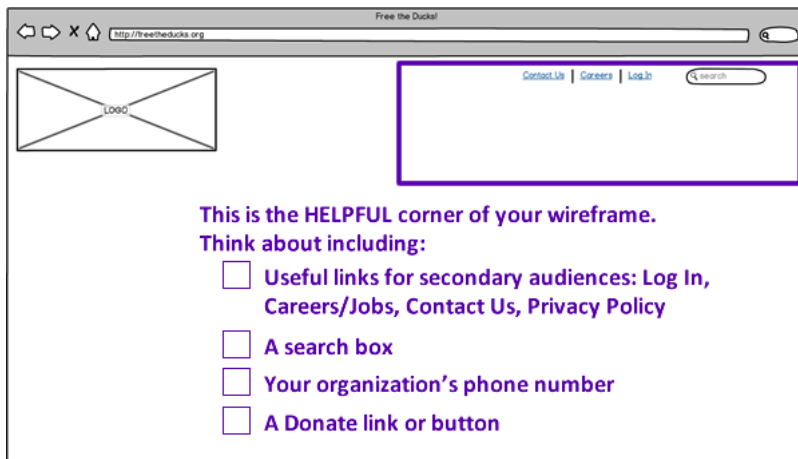 Free the Ducks!
http://freetheducks.org
Contact Us | Careers | Log In search
LOGO
This is the HELPFUL corner of your wireframe.
Think about including:
Useful links for secondary audiences: Log In,
Careers/Jobs, Contact Us, Privacy Policy
A search box
Your organization's phone number
A Donate link or button